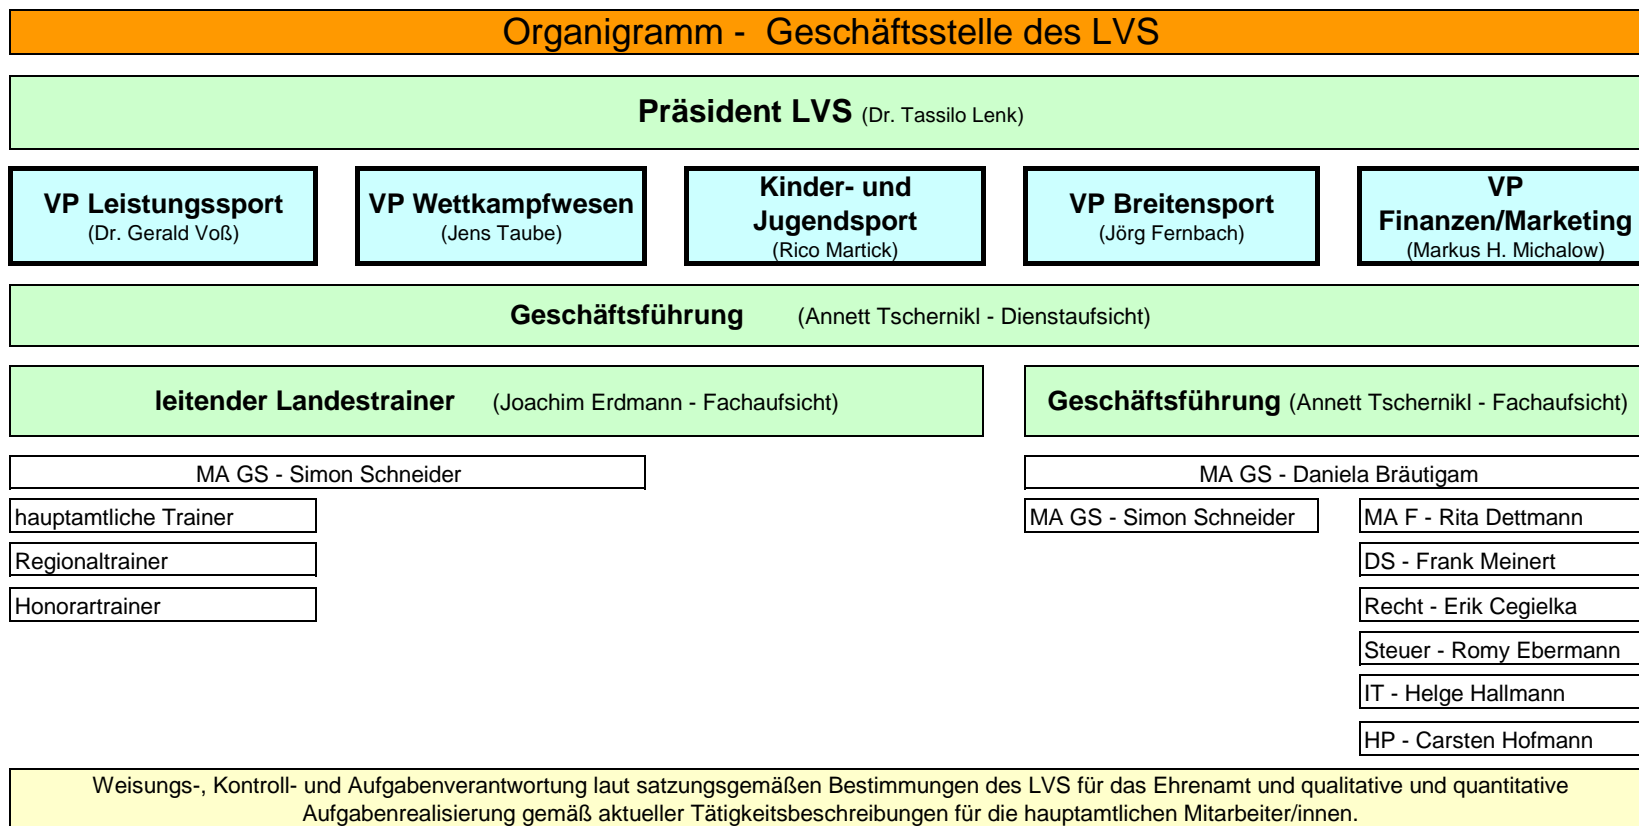 Organigramm - Geschäftsstelle des LVS
Präsident LVS (Dr. Tassilo Lenk)
VP Leistungssport
(Dr. Gerald Voß)
VP Wettkampfwesen
(Jens Taube)
Kinder- und
Jugendsport
(Rico Martick)
VP Breitensport
(Jörg Fernbach)
VP
Finanzen/Marketing
(Markus H. Michalow)
Geschäftsführung (Annett Tschernikl - Dienstaufsicht)
leitender Landestrainer (Joachim Erdmann - Fachaufsicht)
Geschäftsführung (Annett Tschernikl - Fachaufsicht)
MA GS - Simon Schneider
hauptamtliche Trainer
Regionaltrainer
Honorartrainer
MA GS - Daniela Bräutigam
MA GS - Simon Schneider
MA F - Rita Dettmann
DS - Frank Meinert
Recht - Erik Cegielka
Steuer - Romy Ebermann
IT - Helge Hallmann
HP - Carsten Hofmann
Weisungs-, Kontroll- und Aufgabenverantwortung laut satzungsgemäßen Bestimmungen des LVS für das Ehrenamt und qualitative und quantitative
Aufgabenrealisierung gemäß aktueller Tätigkeitsbeschreibungen für die hauptamtlichen Mitarbeiter/innen.